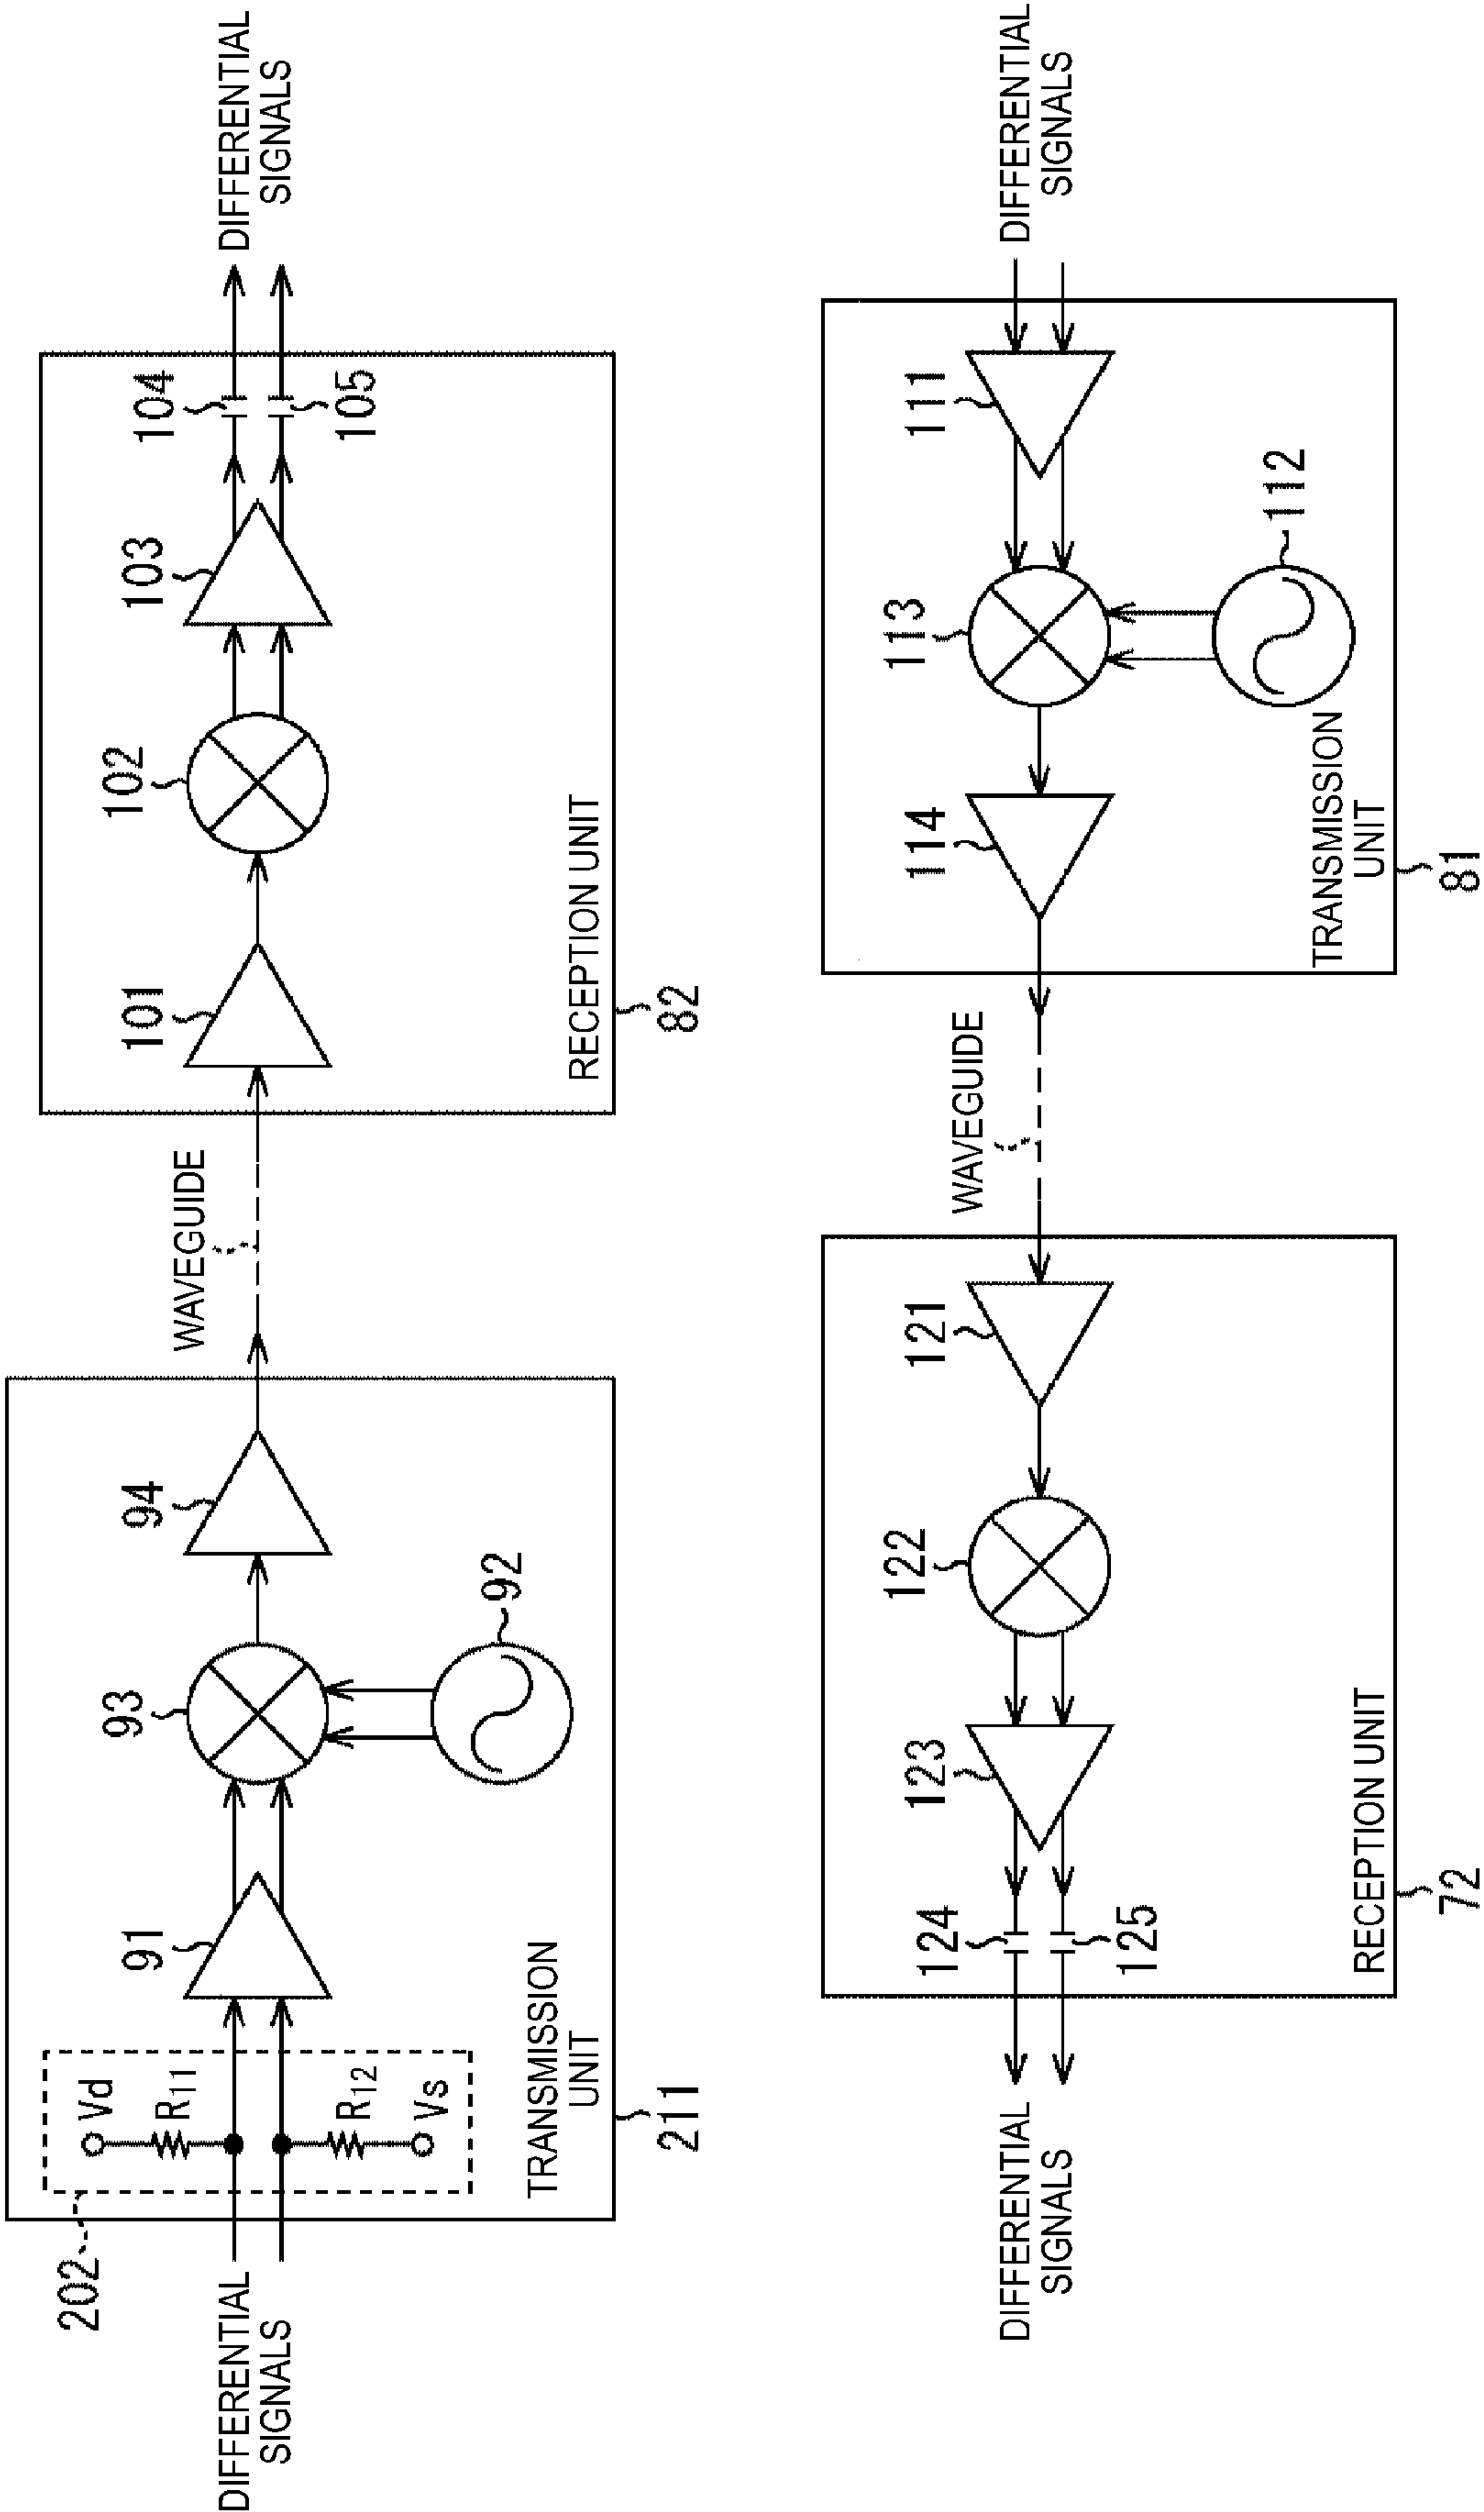 202
Vd
R11
R12
Vs
DIFFERENTIAL
SIGNALS
91
93
92
94
TRANSMISSION
UNIT
211
WAVEGUIDE
101
102
103
104
105
RECEPTION UNIT
82
DIFFERENTIAL
SIGNALS
DIFFERENTIAL
SIGNALS
124
125
123
122
121
RECEPTION UNIT
72
WAVEGUIDE
114
113
112
111
TRANSMISSION
UNIT
81
DIFFERENTIAL
SIGNALS